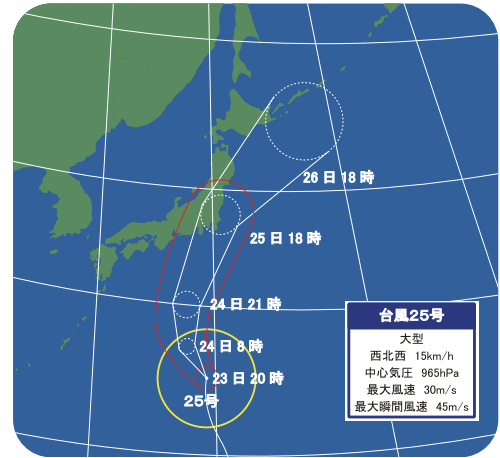 26日18時
25日18時
24日21時
24日8時
23日20時
25号
台風25号
大型
西北西 15km/h
中心気圧 965hPa
最大風速 30m/s
最大瞬間風速 45m/s